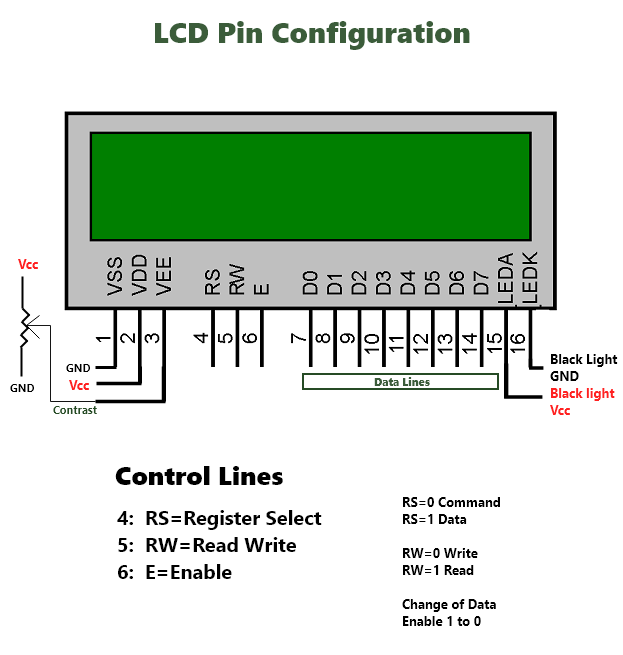 LCD Pin Configuration
VSS
VDD
VEE
RS
RW
E
D0
D1
D2
D3
D4
D5
D6
D7
LEDA
LEDK
1
2
3
4
5
6
7
8
9
10
11
12
13
14
15
16
Vcc
GND
GND
Vcc
Contrast
Data Lines
Black Light
GND
Black light
Vcc
Control Lines
4: RS=Register Select
5: RW=Read Write
6: E=Enable
RS=0 Command
RS=1 Data
RW=0 Write
RW=1 Read
Change of Data
Enable 1 to 0